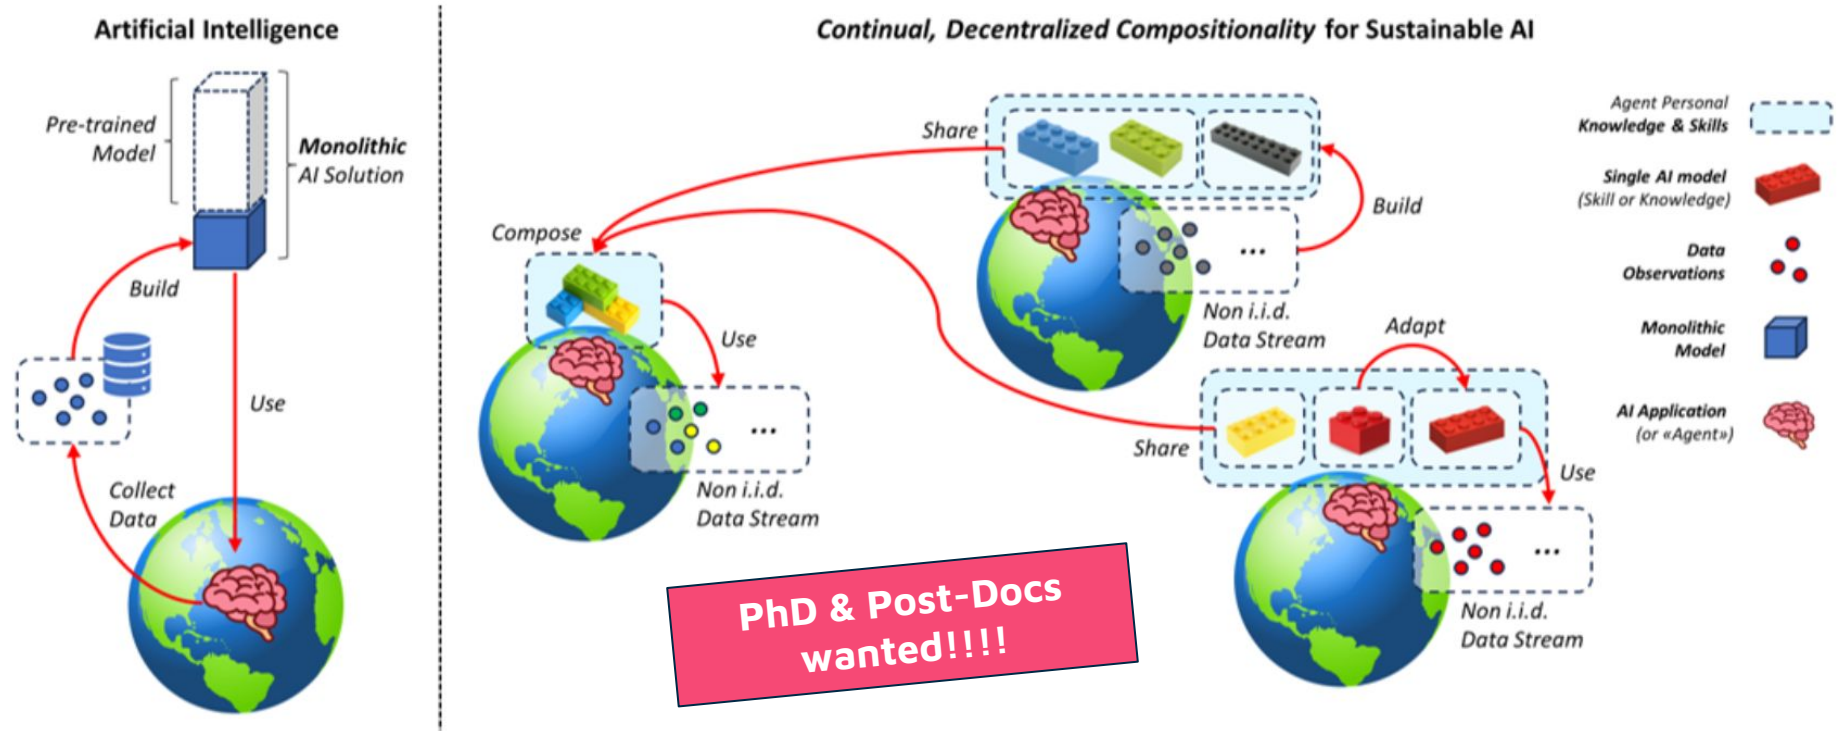 Artificial Intelligence
Pre-trained
Model
Monolithic
AI Solution
Build
Use
Collect
Data
Continual, Decentralized Compositionality for Sustainable AI
Share
Build
Compose
Use
Non i.i.d.
Data Stream
...
Non i.i.d.
Data Stream
...
Adapt
Share
Use
...
Non i.i.d.
Data Stream
Agent Personal
Knowledge & Skills
Single AI model
(Skill or Knowledge)
Data
Observations
Monolithic
Model
AI Application
(or «Agent»)
PhD & Post-Docs
wanted!!!!